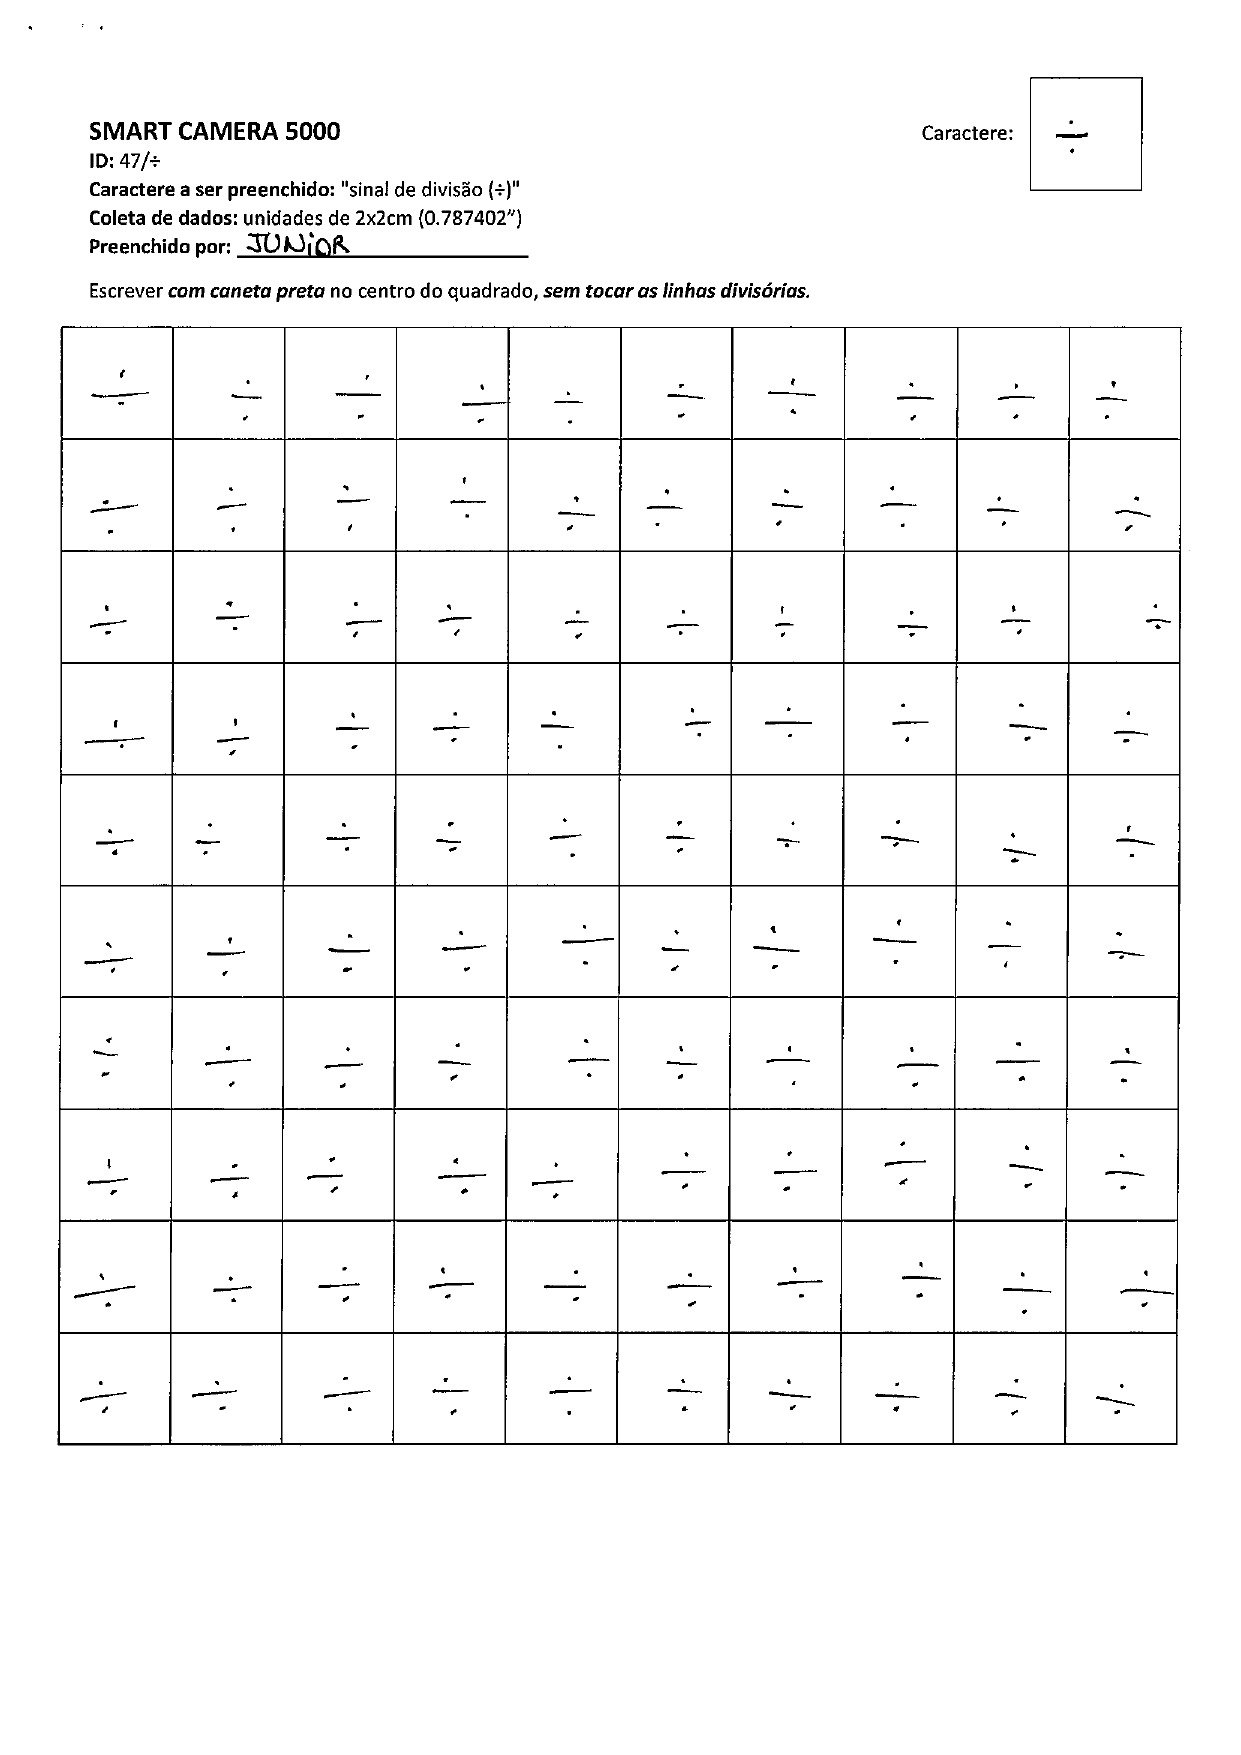 SMART CAMERA 5000
Caractere: ÷
ID: 47/÷
Caractere a ser preenchido: "sinal de divisão (÷)"
Coleta de dados: unidades de 2x2cm (0.787402”)
Preenchido por: JUNiOR
Escrever com caneta preta no centro do quadrado, sem tocar as linhas divisórias.
÷ ÷ ÷ ÷ ÷ ÷ ÷ ÷ ÷ ÷
÷ ÷ ÷ ÷ ÷ ÷ ÷ ÷ ÷ ÷
÷ ÷ ÷ ÷ ÷ ÷ ÷ ÷ ÷ ÷
÷ ÷ ÷ ÷ ÷ ÷ ÷ ÷ ÷ ÷
÷ ÷ ÷ ÷ ÷ ÷ ÷ ÷ ÷ ÷
÷ ÷ ÷ ÷ ÷ ÷ ÷ ÷ ÷ ÷
÷ ÷ ÷ ÷ ÷ ÷ ÷ ÷ ÷ ÷
÷ ÷ ÷ ÷ ÷ ÷ ÷ ÷ ÷ ÷
÷ ÷ ÷ ÷ ÷ ÷ ÷ ÷ ÷ ÷
÷ ÷ ÷ ÷ ÷ ÷ ÷ ÷ ÷ ÷